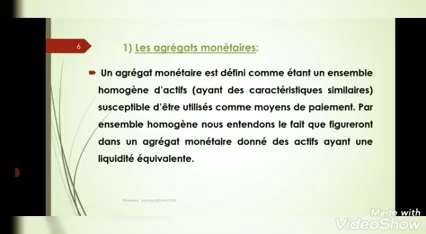 6
1) Les agrégats monétaires:
Un agrégat monétaire est défini comme étant un ensemble
homogène d'actifs (ayant des caractéristiques similaires)
susceptible d'être utilisés comme moyens de paiement. Par
ensemble homogène nous entendons le fait que figureront
dans un agrégat monétaire donné des actifs ayant une
liquidité équivalente.
Made with
VideoShow